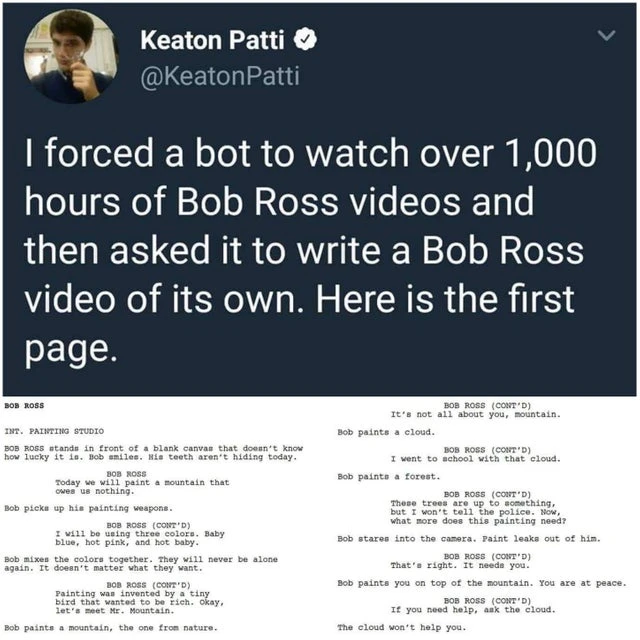 Keaton Patti
@KeatonPatti
I forced a bot to watch over 1,000
hours of Bob Ross videos and
then asked it to write a Bob Ross
video of its own. Here is the first
page.
BOB ROSS
INT. PAINTING STUDIO
BOB ROSS stands in front of a blank canvas that doesn't know
how lucky it is. Bob smiles. His teeth aren't hiding today.
BOB ROSS
Today we will paint a mountain that
owes us nothing.
Bob picks up his painting weapons.
BOB ROSS (CONT'D)
I will be using three colors. Baby
blue, hot pink, and hot baby.
Bob mixes the colors together. They will never be alone
again. It doesn't matter what they want.
BOB ROSS (CONT'D)
Painting was invented by a tiny
bird that wanted to be rich. Okay,
let's meet Mr. Mountain.
Bob paints a mountain, the one from nature.
BOB ROSS (CONT'D)
It's not all about you, mountain.
Bob paints a cloud.
BOB ROSS (CONT'D)
I went to school with that cloud.
Bob paints a forest.
BOB ROSS (CONT'D)
These trees are up to something,
but I won't tell the police. Now,
what more does this painting need?
Bob stares into the camera. Paint leaks out of him.
BOB ROSS (CONT'D)
That's right. It needs you.
Bob paints you on top of the mountain. You are at peace.
BOB ROSS (CONT'D)
If you need help, ask the cloud.
The cloud won't help you.